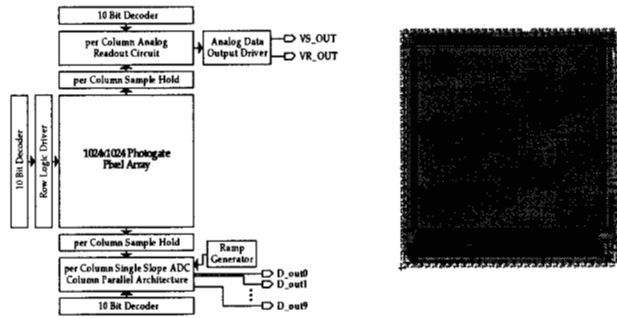 10 Bit Decoder
per Column Analog
Readout Circuit
Analog Data
Output Driver
VS_OUT
VR_OUT
per Column Sample Hold
10 Bit Decoder
Row Logic Driver
1024x1024 Photogate
Pixel Array
per Column Sample Hold
Ramp
Generator
per Column Single Slope ADC
Column Parallel Architecture
D_out0
D_out1
D_out9
10 Bit Decoder